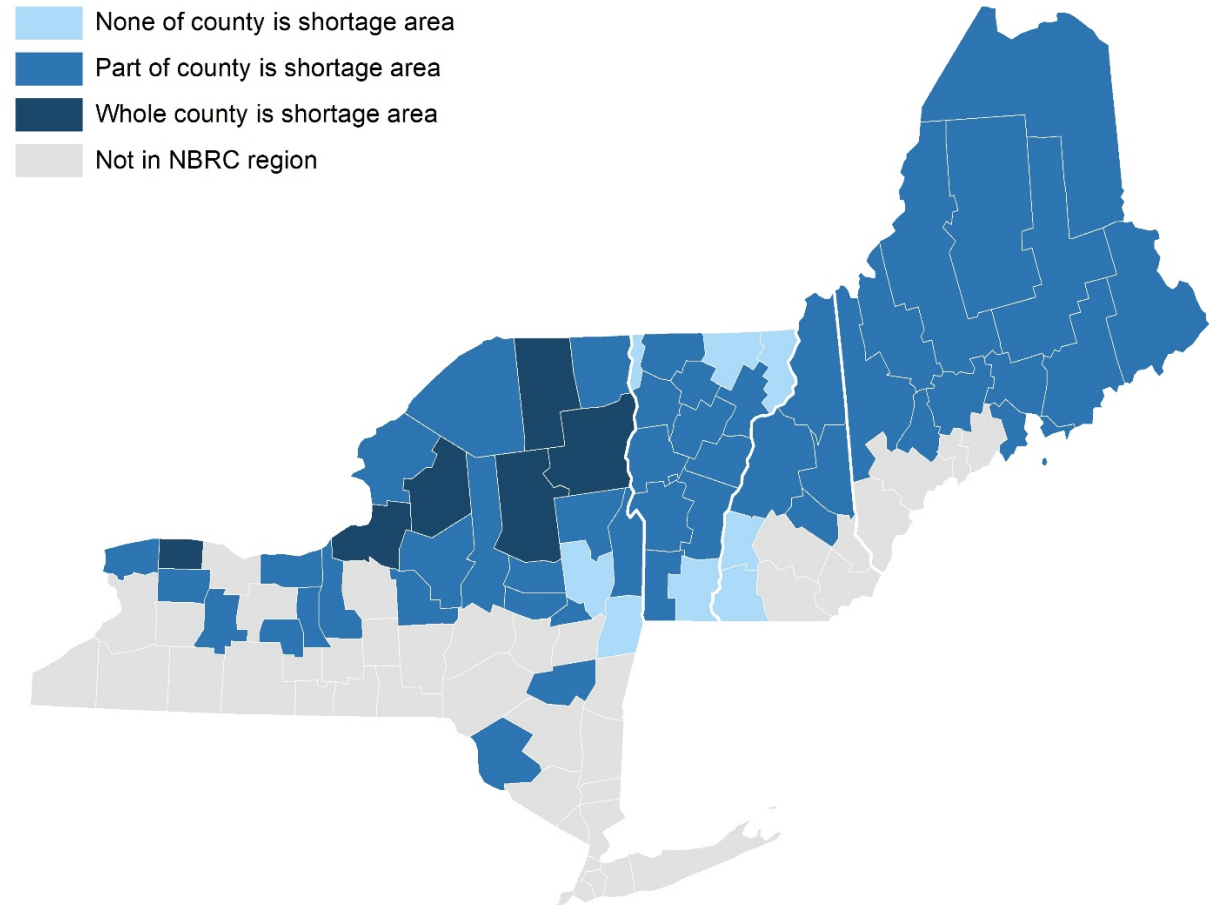 None of county is shortage area
Part of county is shortage area
Whole county is shortage area
Not in NBRC region